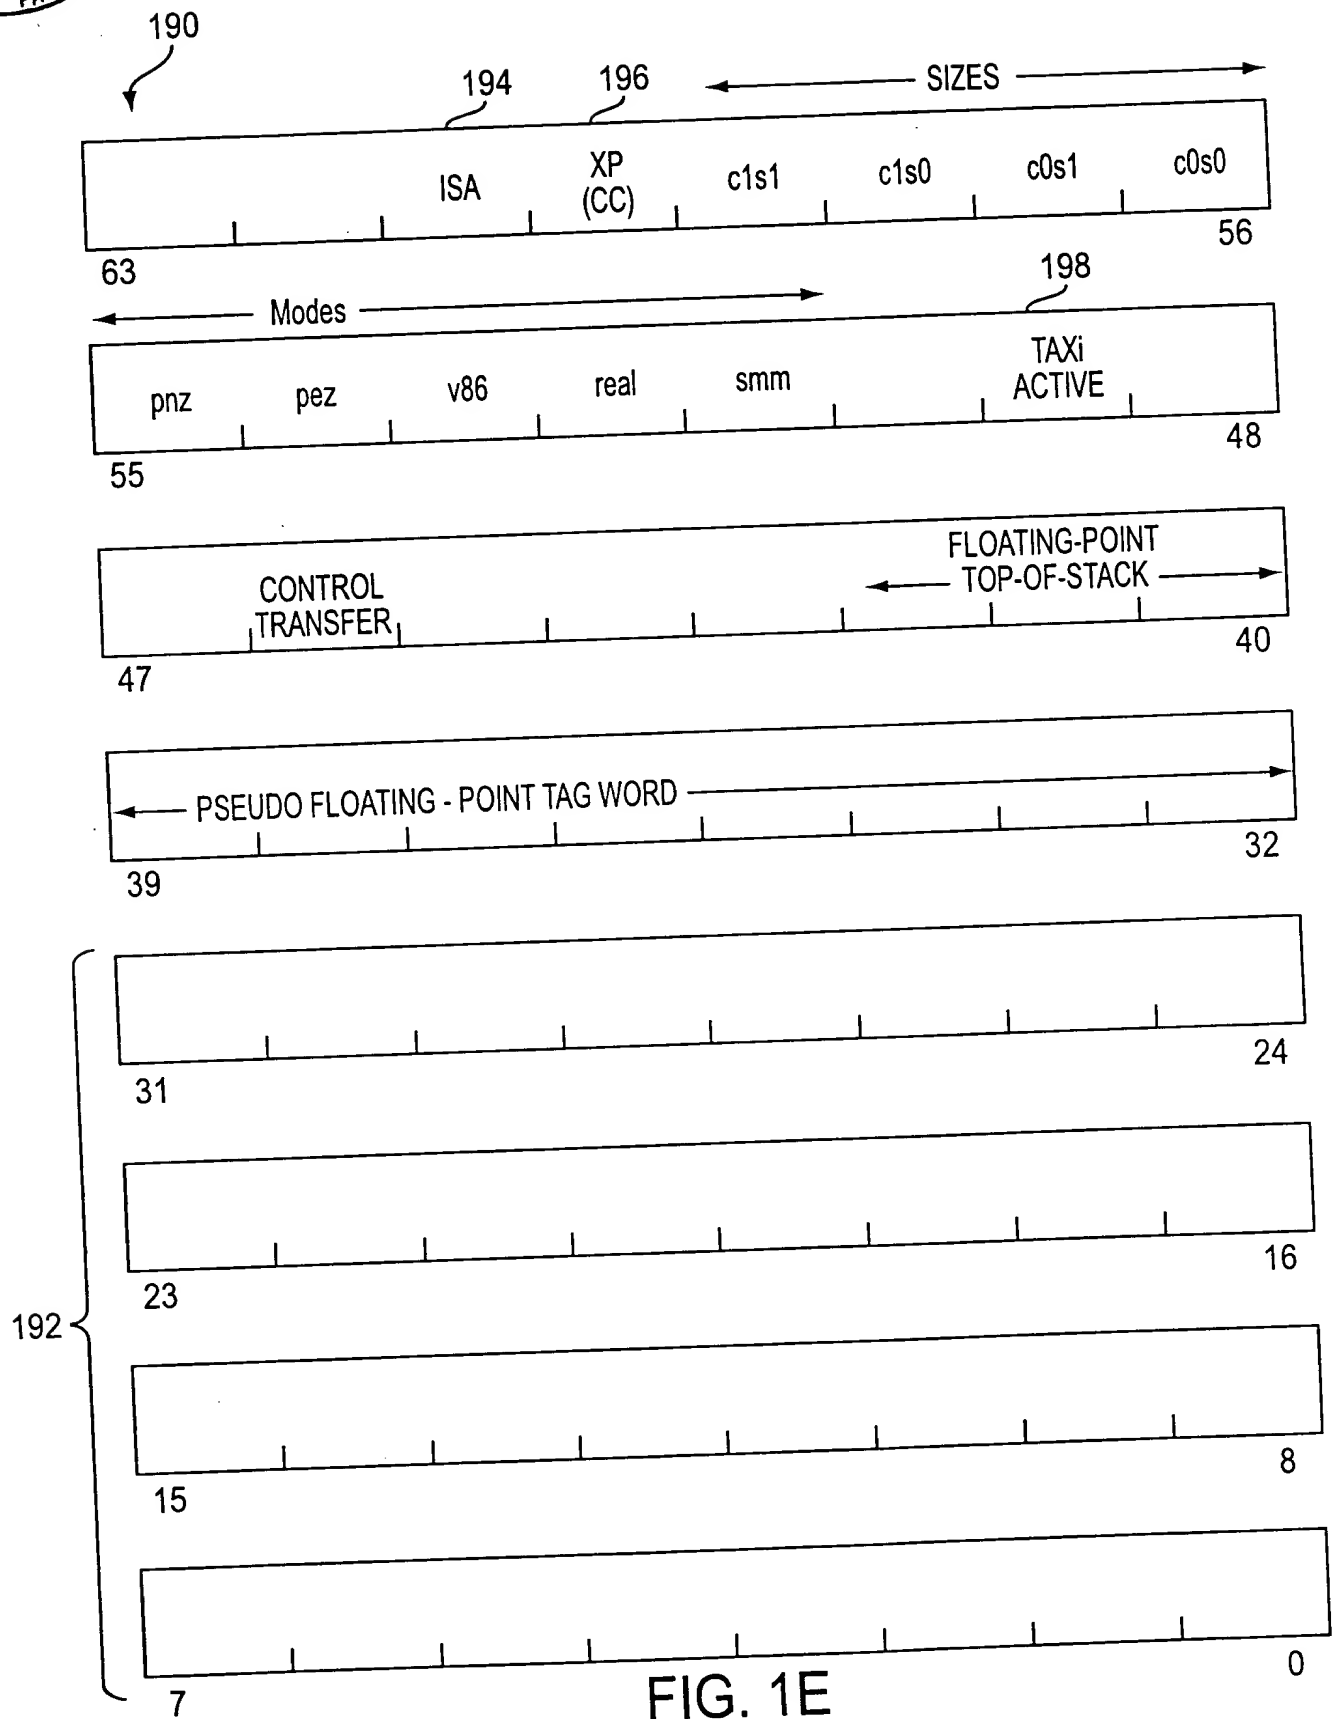 190
194 196 SIZES
ISA XP (CC) c1s1 c1s0 c0s1 c0s0
63 56
Modes 198
pnz pez v86 real smm TAXi ACTIVE
55 48
CONTROL TRANSFER FLOATING-POINT TOP-OF-STACK
47 40
PSEUDO FLOATING - POINT TAG WORD
39 32
31 24
23 16
192
15 8
7 0
FIG. 1E